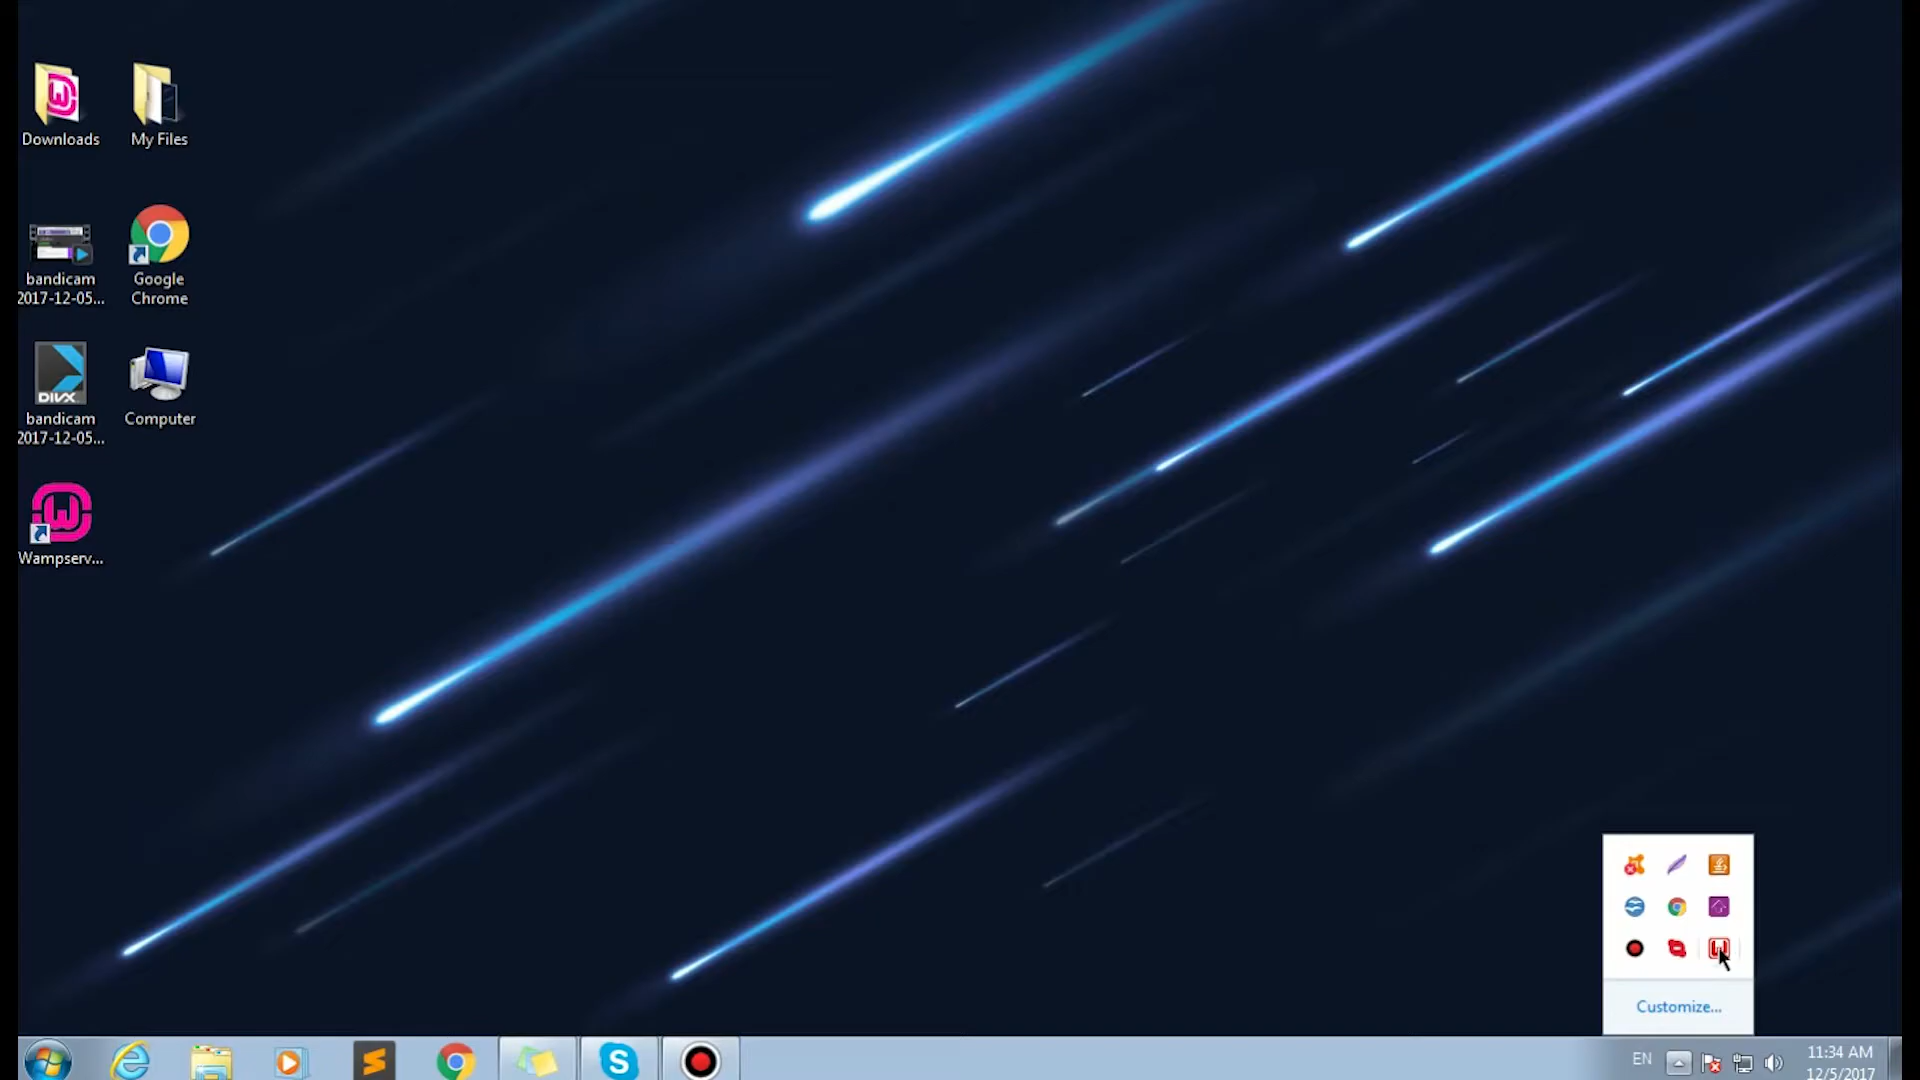 Downloads
My Files
bandicam
2017-12-05...
Google
Chrome
DIVX
bandicam
2017-12-05...
Computer
Wampserv...
Customize...
EN
11:34 AM
12/5/2017